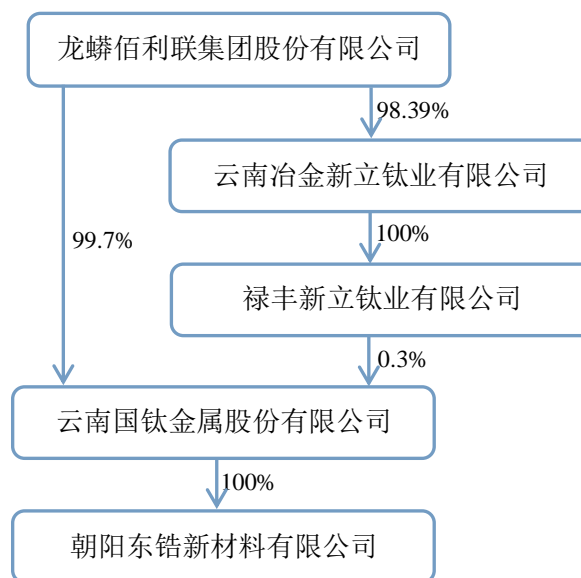 龙蟒佰利联集团股份有限公司
98.39%
云南冶金新立钛业有限公司
99.7%
100%
禄丰新立钛业有限公司
0.3%
云南国钛金属股份有限公司
100%
朝阳东锆新材料有限公司